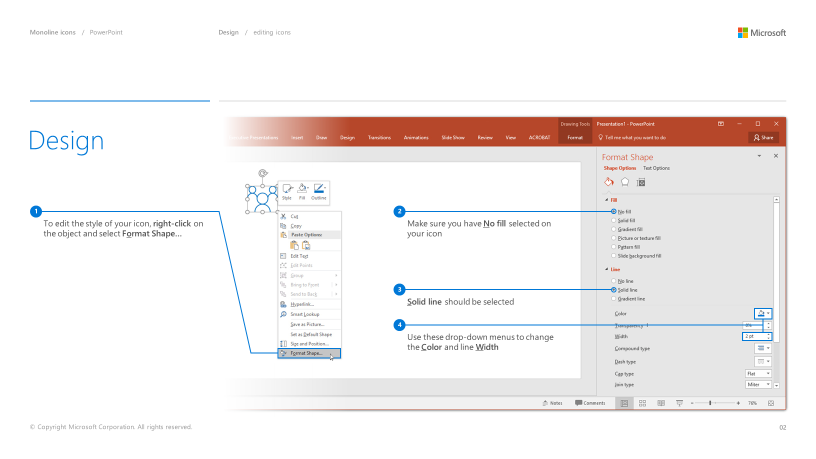 Monoline icons / PowerPoint
Design / editing icons
Microsoft
Design
Drawing Tools
Presentation1 - PowerPoint
Insert Draw Design Transitions Animations Slide Show Review View ACROBAT Format
Tell me what you want to do
Share
Format Shape
Shape Options Text Options
Style Fill Outline
1
To edit the style of your icon, right-click on
the object and select Format Shape...
Cut
Copy
Paste Options:
Edit Text
Edit Points
Group
Bring to Front
Send to Back
Hyperlink...
Smart Lookup
Save as Picture...
Set as Default Shape
Size and Position...
Format Shape...
2
Make sure you have No fill selected on
your icon
3
Solid line should be selected
4
Use these drop-down menus to change
the Color and line Width
Fill
No fill
Solid fill
Gradient fill
Picture or texture fill
Pattern fill
Slide background fill
Line
No line
Solid line
Gradient line
Color
Transparency
0%
Width
2 pt
Compound type
Dash type
Cap type
Flat
Join type
Miter
Notes
Comments
76%
© Copyright Microsoft Corporation. All rights reserved.
02